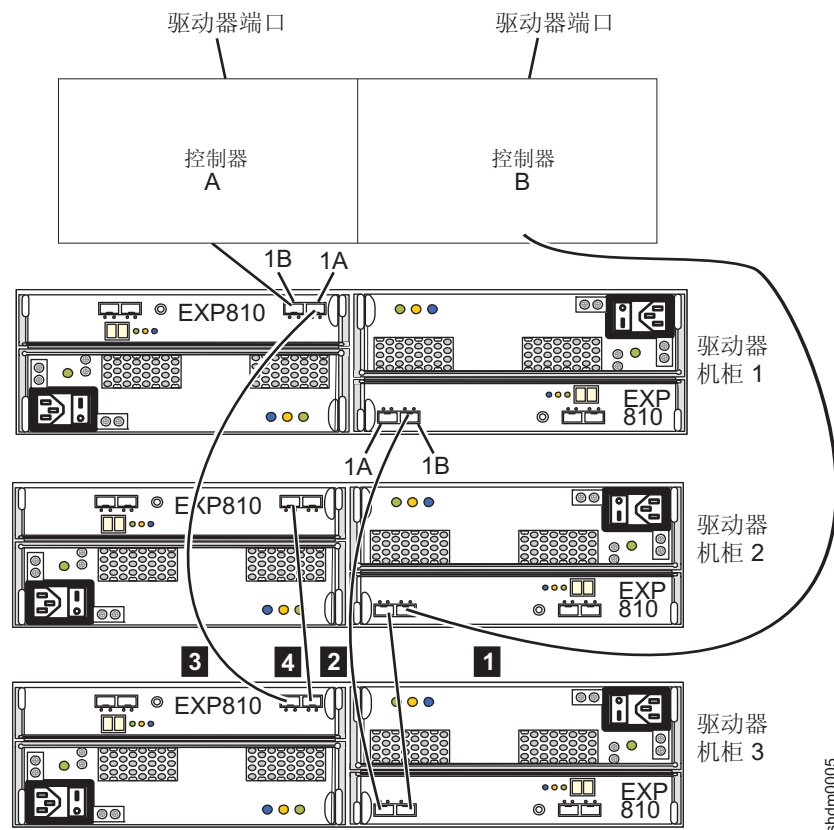 驱动器端口 驱动器端口
控制器
A
控制器
B
1B 1A
EXP810
驱动器
机柜 1
EXP
810
1A 1B
EXP810
驱动器
机柜 2
EXP
810
3 4 2 1
EXP810
驱动器
机柜 3
EXP
810
shdm0005